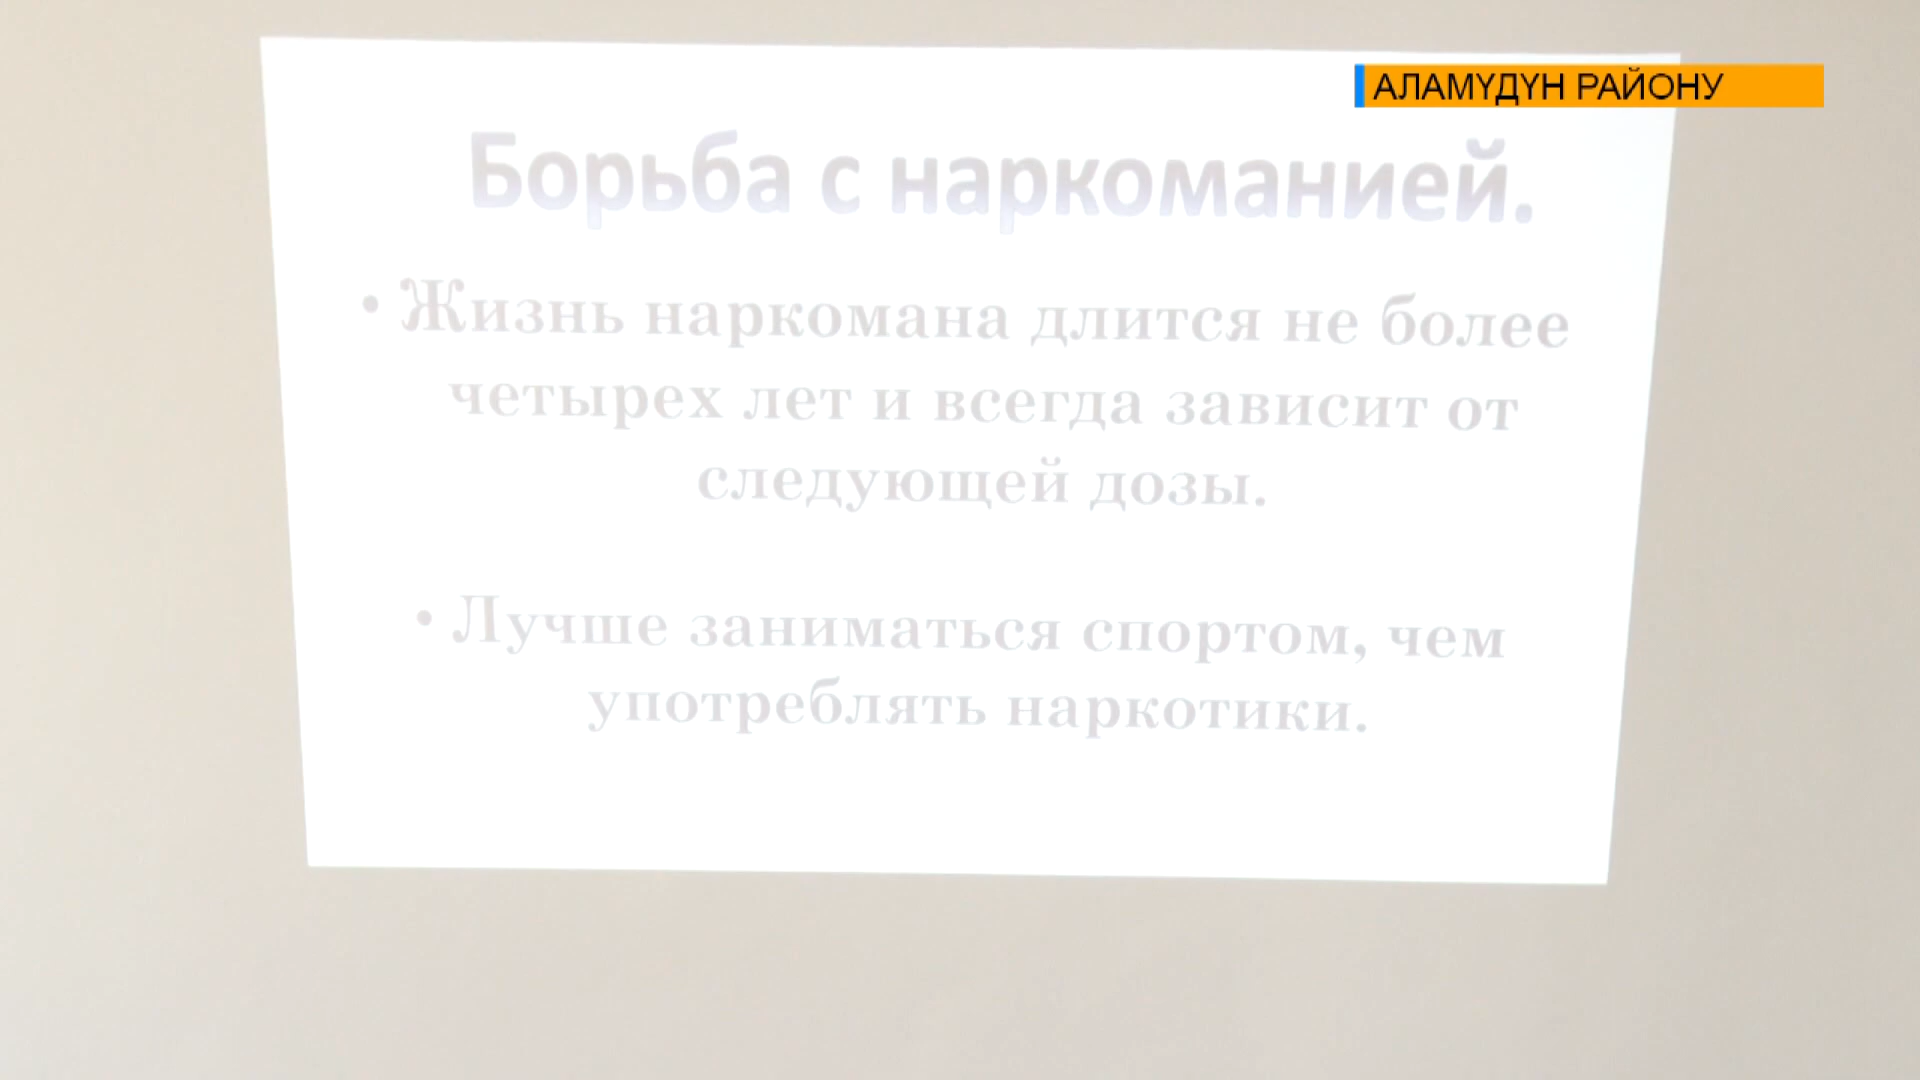 АЛАМҮДҮН РАЙОНУ
Борьба с наркоманией.
• Жизнь наркомана длится не более
четырех лет и всегда зависит от
следующей дозы.
• Лучше заниматься спортом, чем
употреблять наркотики.